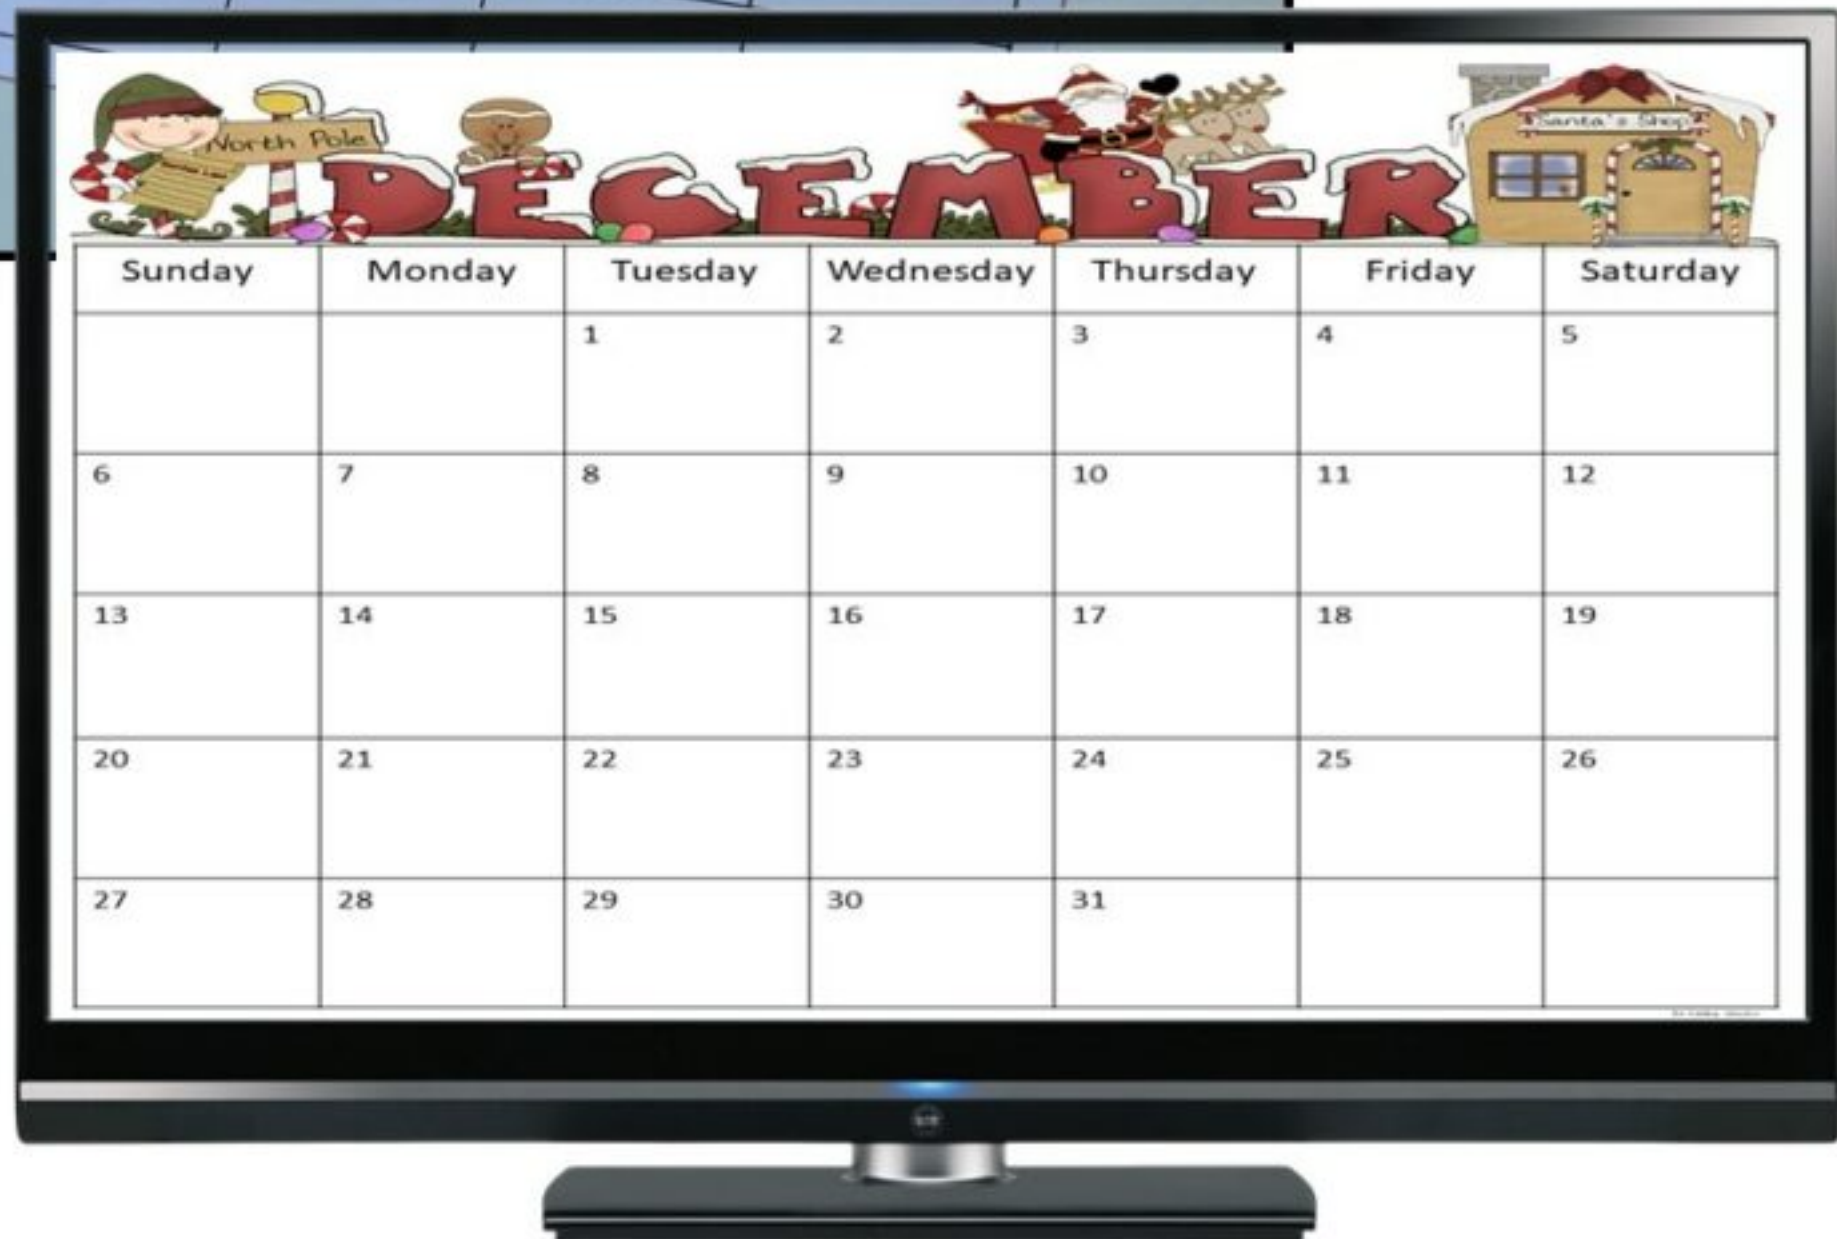 North Pole
Santa's Shop
DECEMBER
Sunday Monday Tuesday Wednesday Thursday Friday Saturday
1 2 3 4 5
6 7 8 9 10 11 12
13 14 15 16 17 18 19
20 21 22 23 24 25 26
27 28 29 30 31